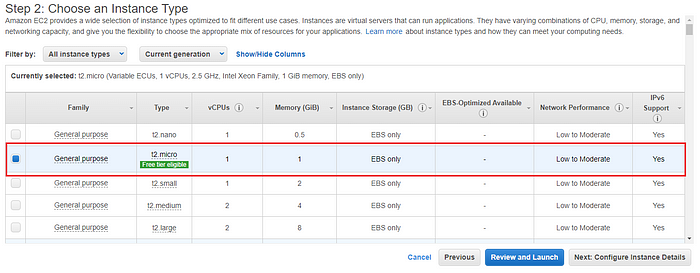 Step 2: Choose an Instance Type
Amazon EC2 provides a wide selection of instance types optimized to fit different use cases. Instances are virtual servers that can run applications. They have varying combinations of CPU, memory, storage, and
networking capacity, and give you the flexibility to choose the appropriate mix of resources for your applications. Learn more about instance types and how they can meet your computing needs.
Filter by: All instance types Current generation Show/Hide Columns
Currently selected: t2.micro (Variable ECUs, 1 vCPUs, 2.5 GHz, Intel Xeon Family, 1 GiB memory, EBS only)
Family Type vCPUs Memory (GiB) Instance Storage (GB) EBS-Optimized Available Network Performance IPv6 Support
General purpose t2.nano 1 0.5 EBS only - Low to Moderate Yes
General purpose t2.micro 1 1 EBS only - Low to Moderate Yes
Free tier eligible
General purpose t2.small 1 2 EBS only - Low to Moderate Yes
General purpose t2.medium 2 4 EBS only - Low to Moderate Yes
General purpose t2.large 2 8 EBS only - Low to Moderate Yes
Cancel Previous Review and Launch Next: Configure Instance Details